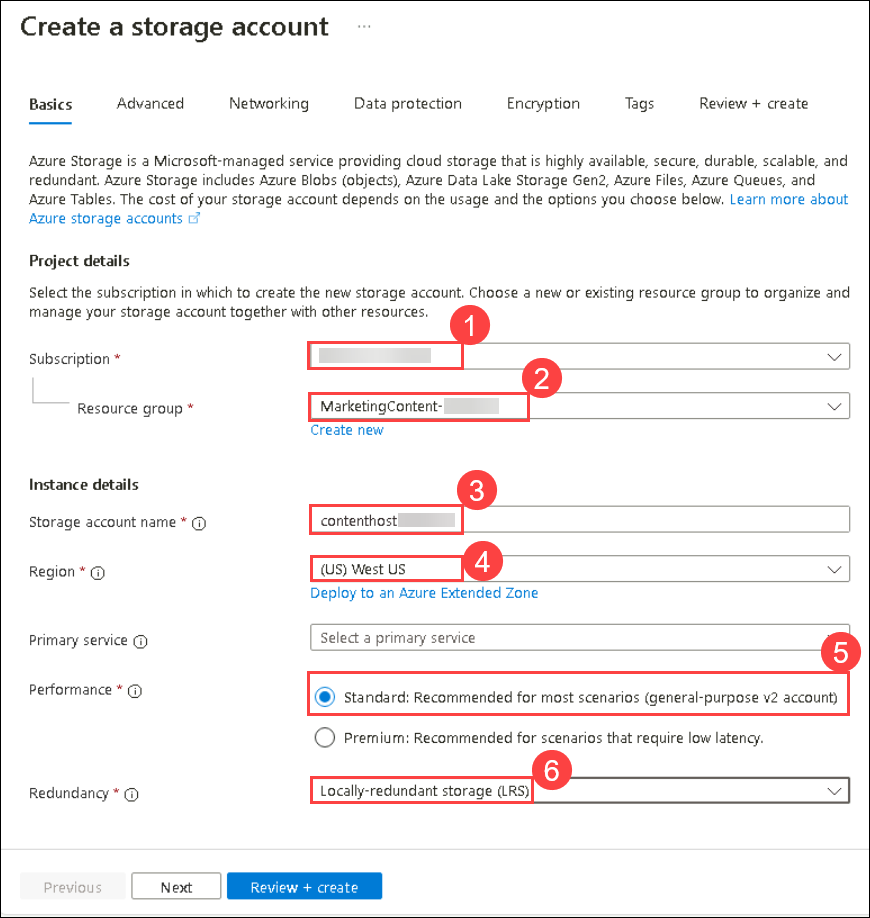 Create a storage account ...
Basics Advanced Networking Data protection Encryption Tags Review + create
Azure Storage is a Microsoft-managed service providing cloud storage that is highly available, secure, durable, scalable, and
redundant. Azure Storage includes Azure Blobs (objects), Azure Data Lake Storage Gen2, Azure Files, Azure Queues, and
Azure Tables. The cost of your storage account depends on the usage and the options you choose below. Learn more about
Azure storage accounts
Project details
Select the subscription in which to create the new storage account. Choose a new or existing resource group to organize and
manage your storage account together with other resources.
1
Subscription *
2
Resource group * MarketingContent-
Create new
Instance details
3
Storage account name * contenthost
4
Region * (US) West US
Deploy to an Azure Extended Zone
Primary service Select a primary service
5
Performance * Standard: Recommended for most scenarios (general-purpose v2 account)
Premium: Recommended for scenarios that require low latency.
6
Redundancy * Locally-redundant storage (LRS)
Previous Next Review + create